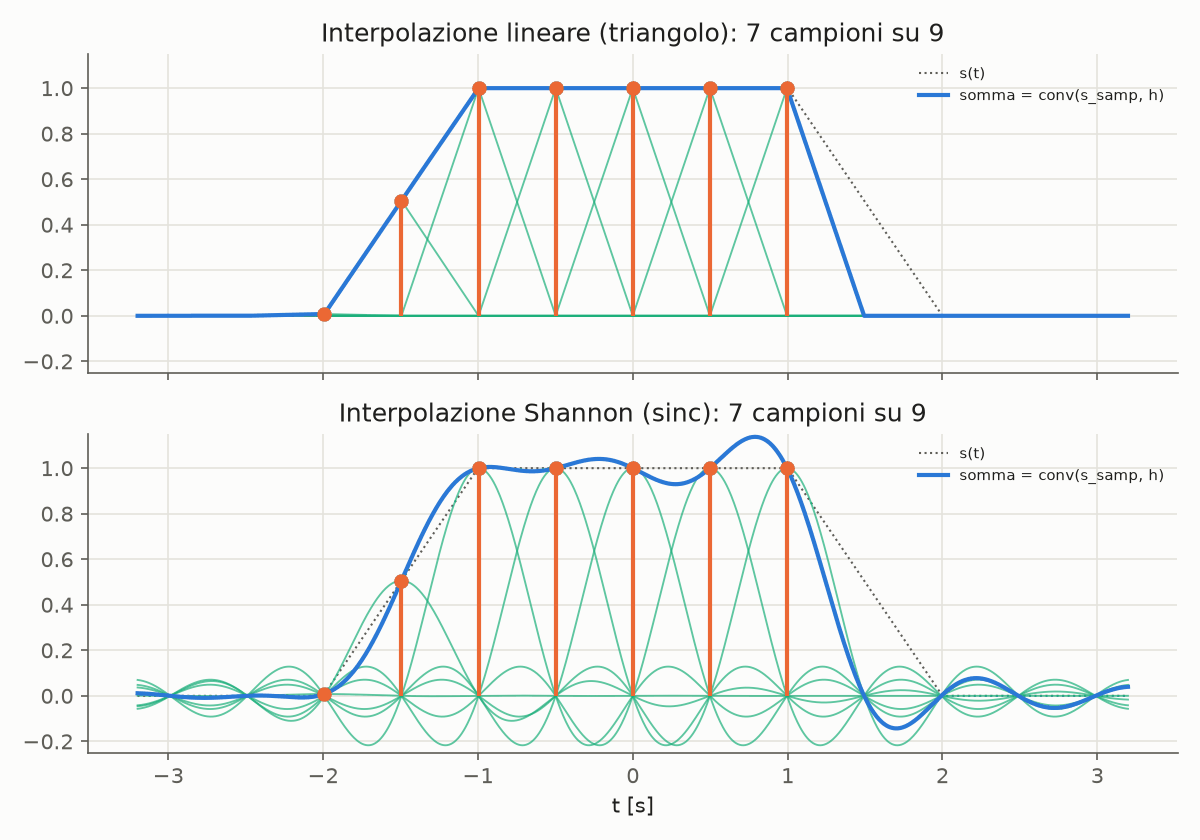 Interpolazione lineare (triangolo): 7 campioni su 9
s(t)
somma = conv(s_samp, h)
1.0
0.8
0.6
0.4
0.2
0.0
−0.2
Interpolazione Shannon (sinc): 7 campioni su 9
s(t)
somma = conv(s_samp, h)
1.0
0.8
0.6
0.4
0.2
0.0
−0.2
−3 −2 −1 0 1 2 3
t [s]